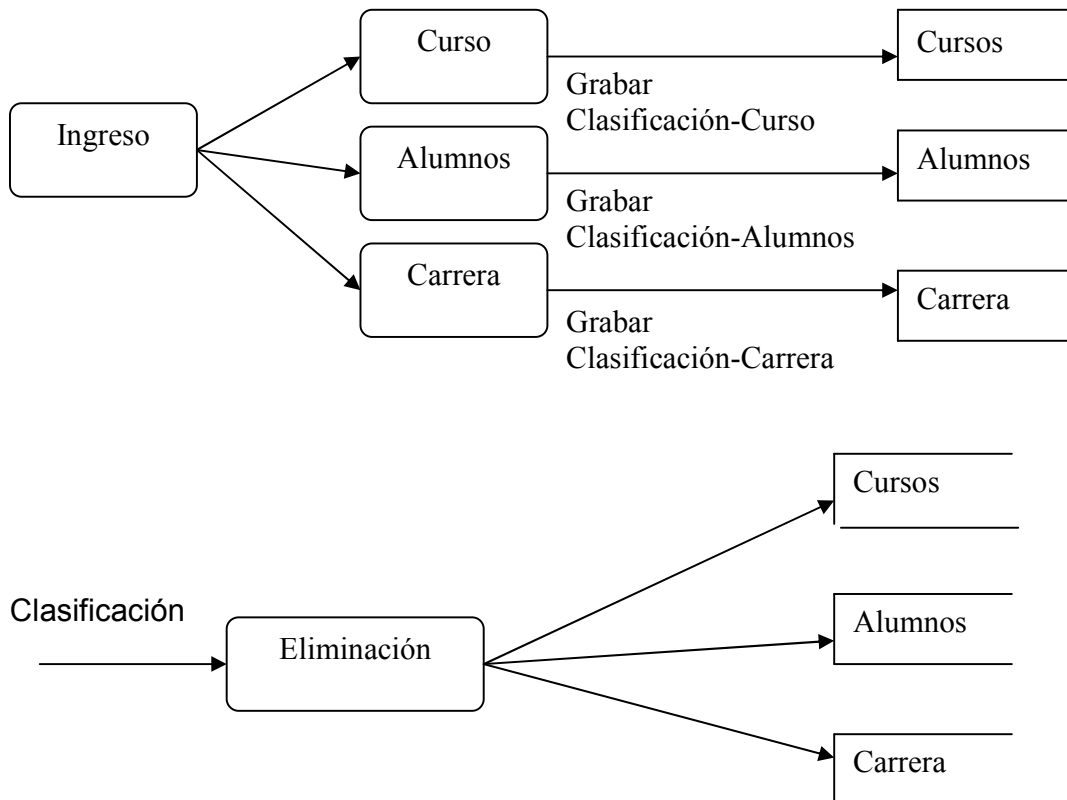 Curso
Cursos
Grabar
Clasificación-Curso
Ingreso
Alumnos
Alumnos
Grabar
Clasificación-Alumnos
Carrera
Carrera
Grabar
Clasificación-Carrera
Cursos
Clasificación
Eliminación
Alumnos
Carrera